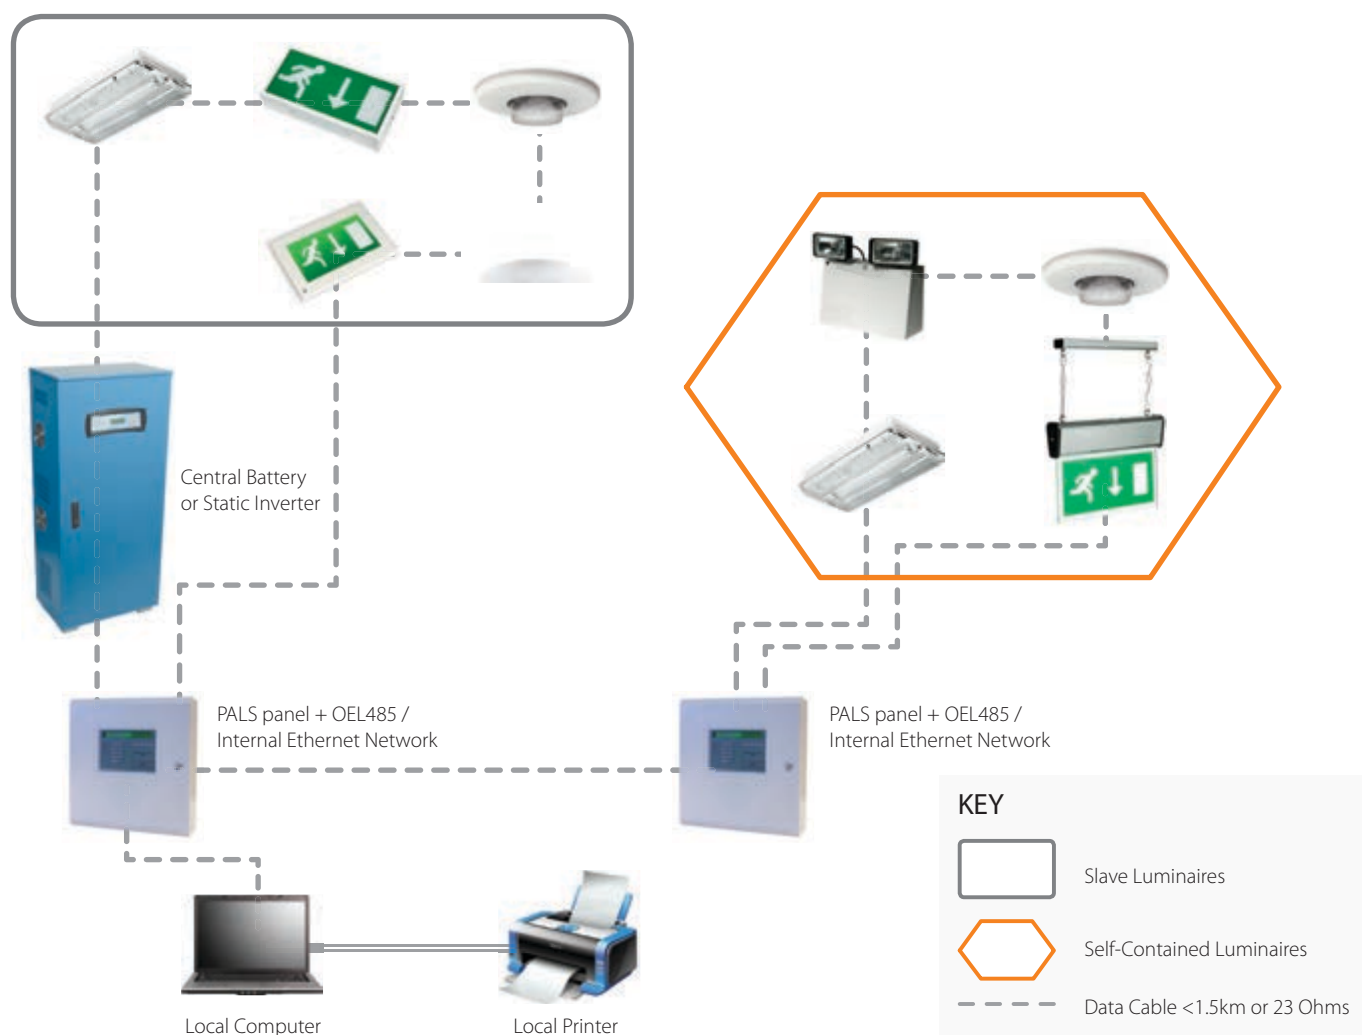 Central Battery
or Static Inverter
PALS panel + OEL485 /
Internal Ethernet Network
PALS panel + OEL485 /
Internal Ethernet Network
KEY
Slave Luminaires
Self-Contained Luminaires
Data Cable <1.5km or 23 Ohms
Local Computer
Local Printer